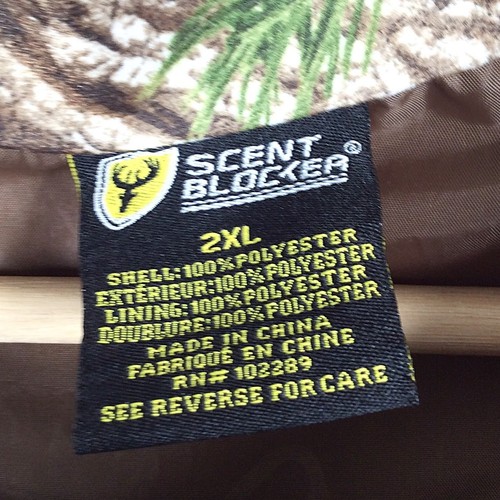 SCENT
BLOCKER®
2XL
SHELL:100%POLYESTER
EXTÉRIEUR:100%POLYESTER
LINING:100% POLYESTER
DOUBLURE:100% POLYESTER
MADE IN CHINA
FABRIQUÉ EN CHINE
RN# 103289
SEE REVERSE FOR CARE